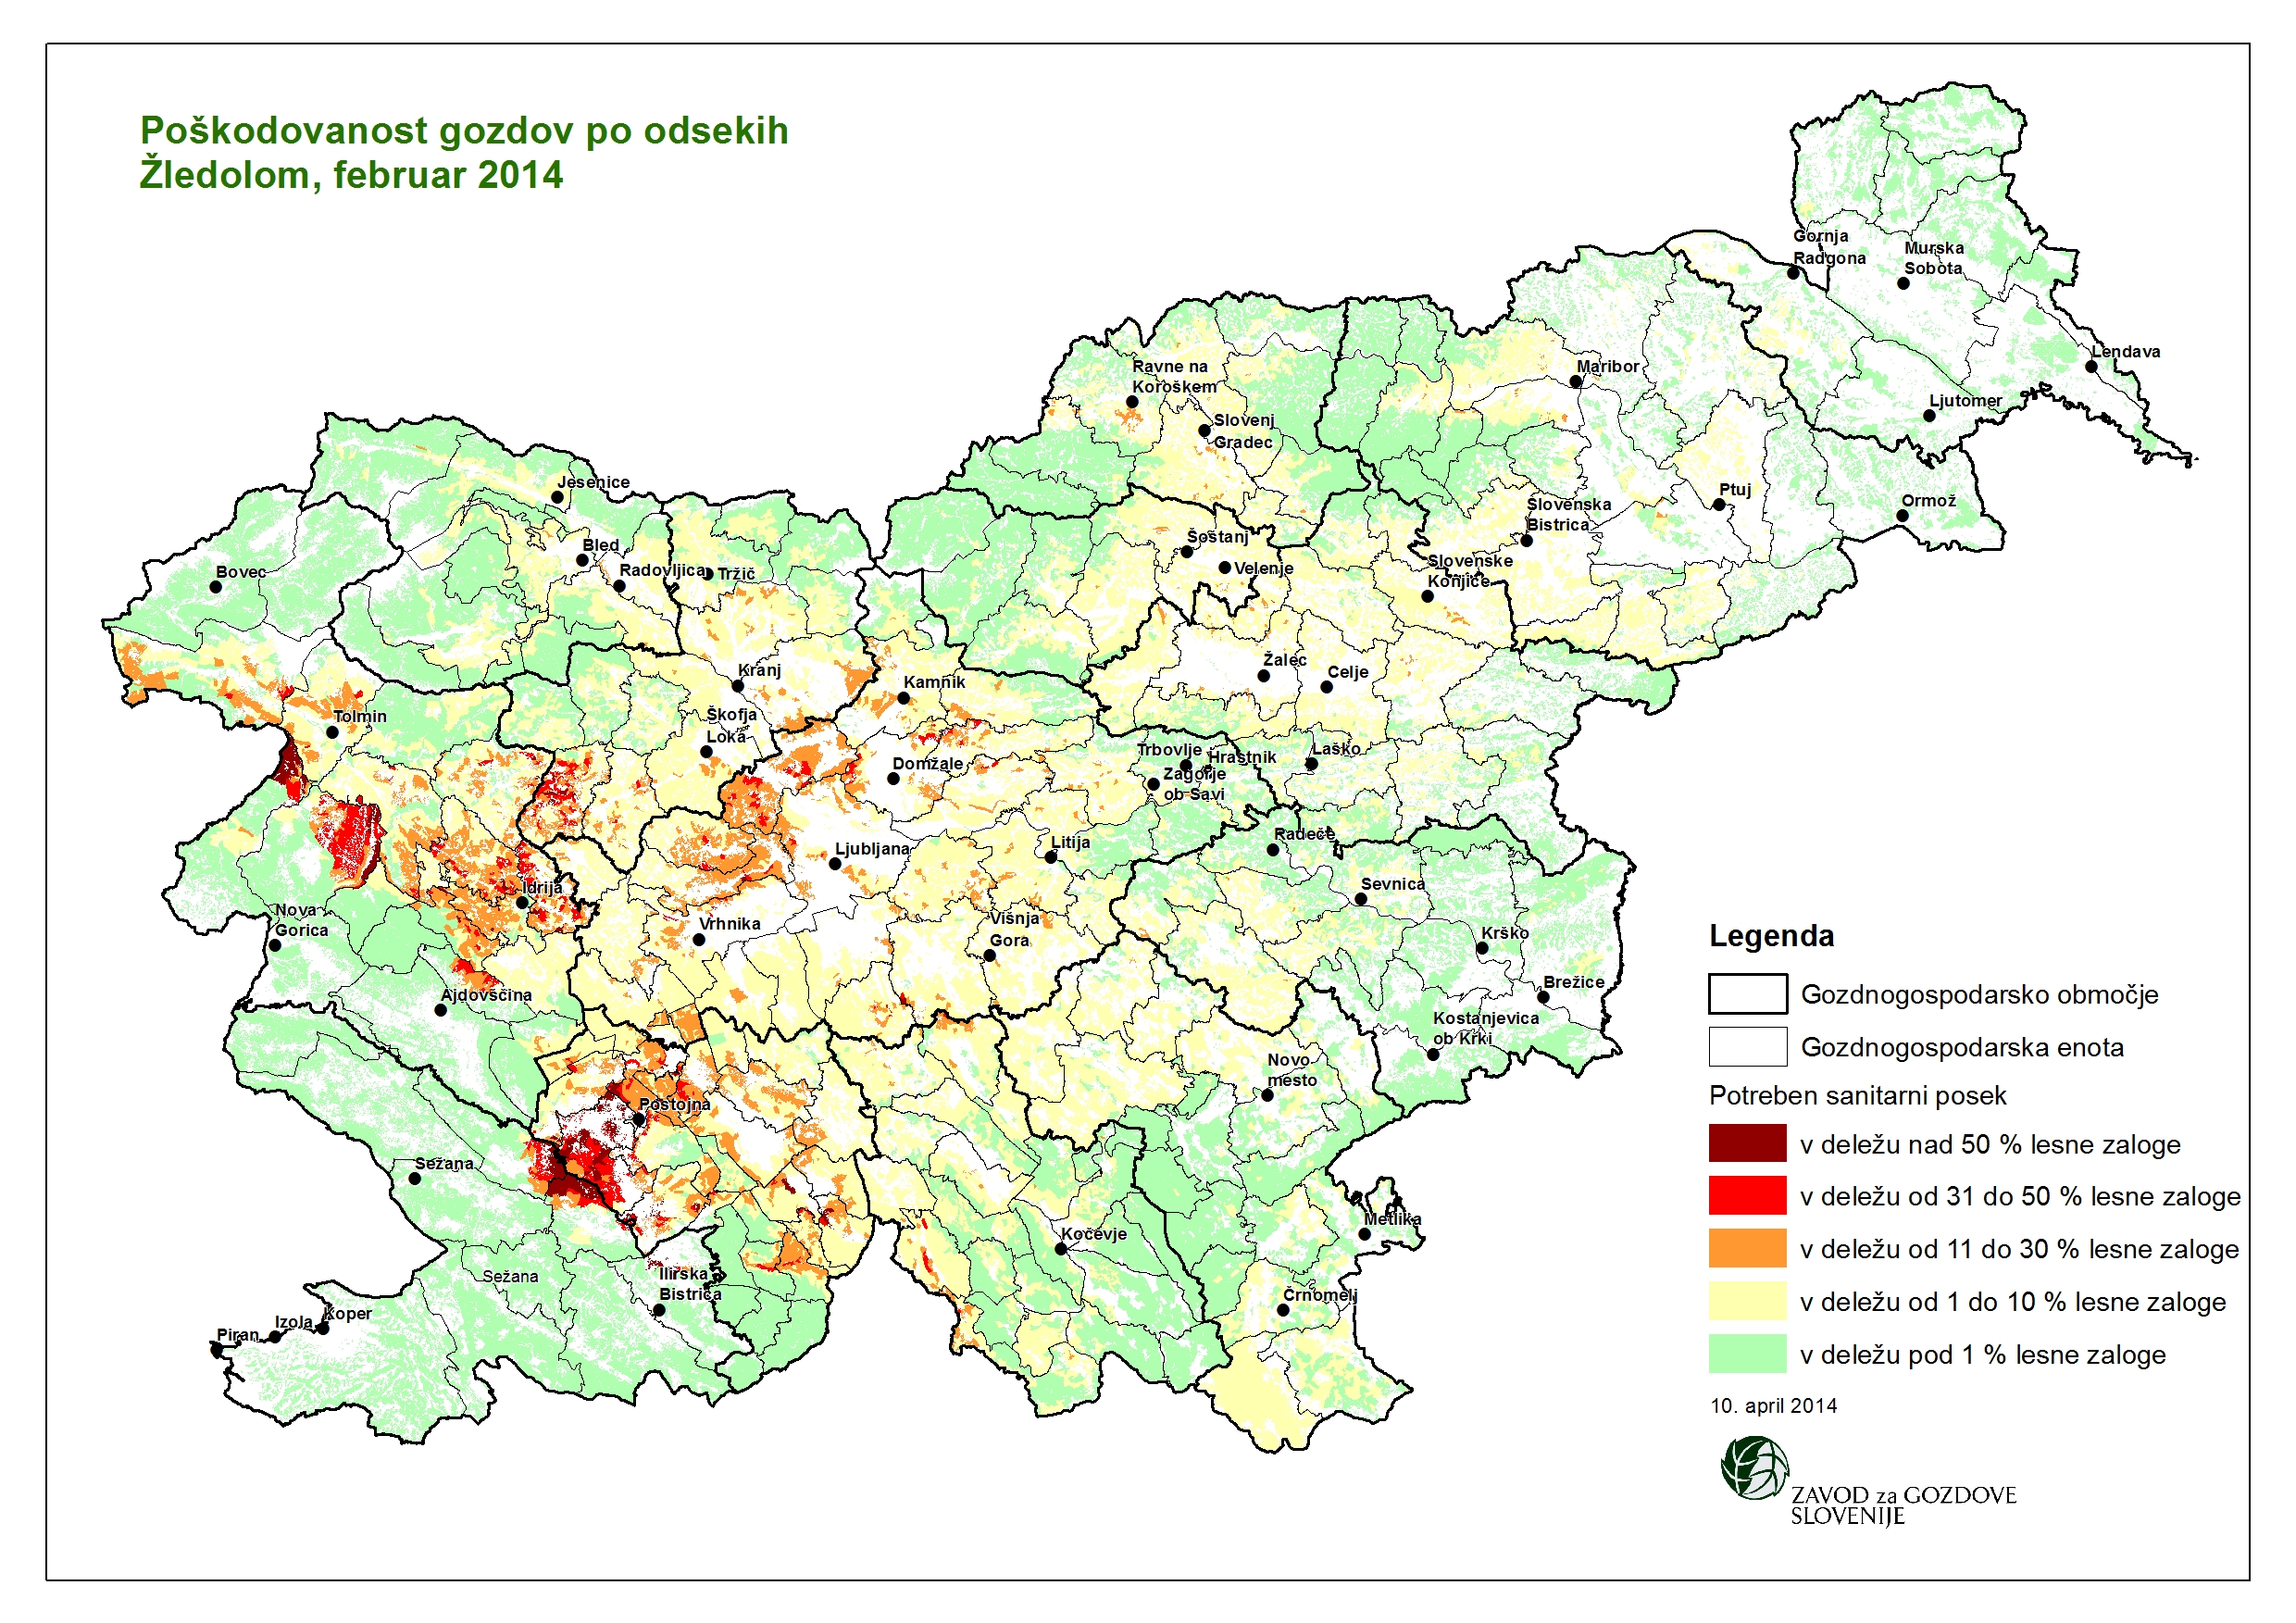 Poškodovanost gozdov po odsekih
Žledolom, februar 2014
Gornja
Radgona
Murska
Sobota
Lendava
Ljutomer
Ormož
Ravne na
Koroškem
Maribor
Slovenj
Gradec
Ptuj
Jesenice
Slovenska
Bistrica
Šoštanj
Bled
Velenje
Slovenske
Konjice
Bovec
Radovljica
Tržič
Žalec
Celje
Kranj
Kamnik
Tolmin
Škofja
Loka
Domžale
Trbovlje
Hrastnik
Laško
Zagorje
ob Savi
Radeče
Ljubljana
Litija
Idrija
Sevnica
Nova
Gorica
Vrhnika
Višnja
Gora
Krško
Brežice
Ajdovščina
Kostanjevica
ob Krki
Novo
mesto
Postojna
Sežana
Metlika
Kočevje
Sežana
Ilirska
Bistrica
Črnomelj
Koper
Izola
Piran
Legenda
Gozdnogospodarsko območje
Gozdnogospodarska enota
Potreben sanitarni posek
v deležu nad 50 % lesne zaloge
v deležu od 31 do 50 % lesne zaloge
v deležu od 11 do 30 % lesne zaloge
v deležu od 1 do 10 % lesne zaloge
v deležu pod 1 % lesne zaloge
10. april 2014
ZAVOD za GOZDOVE
SLOVENIJE